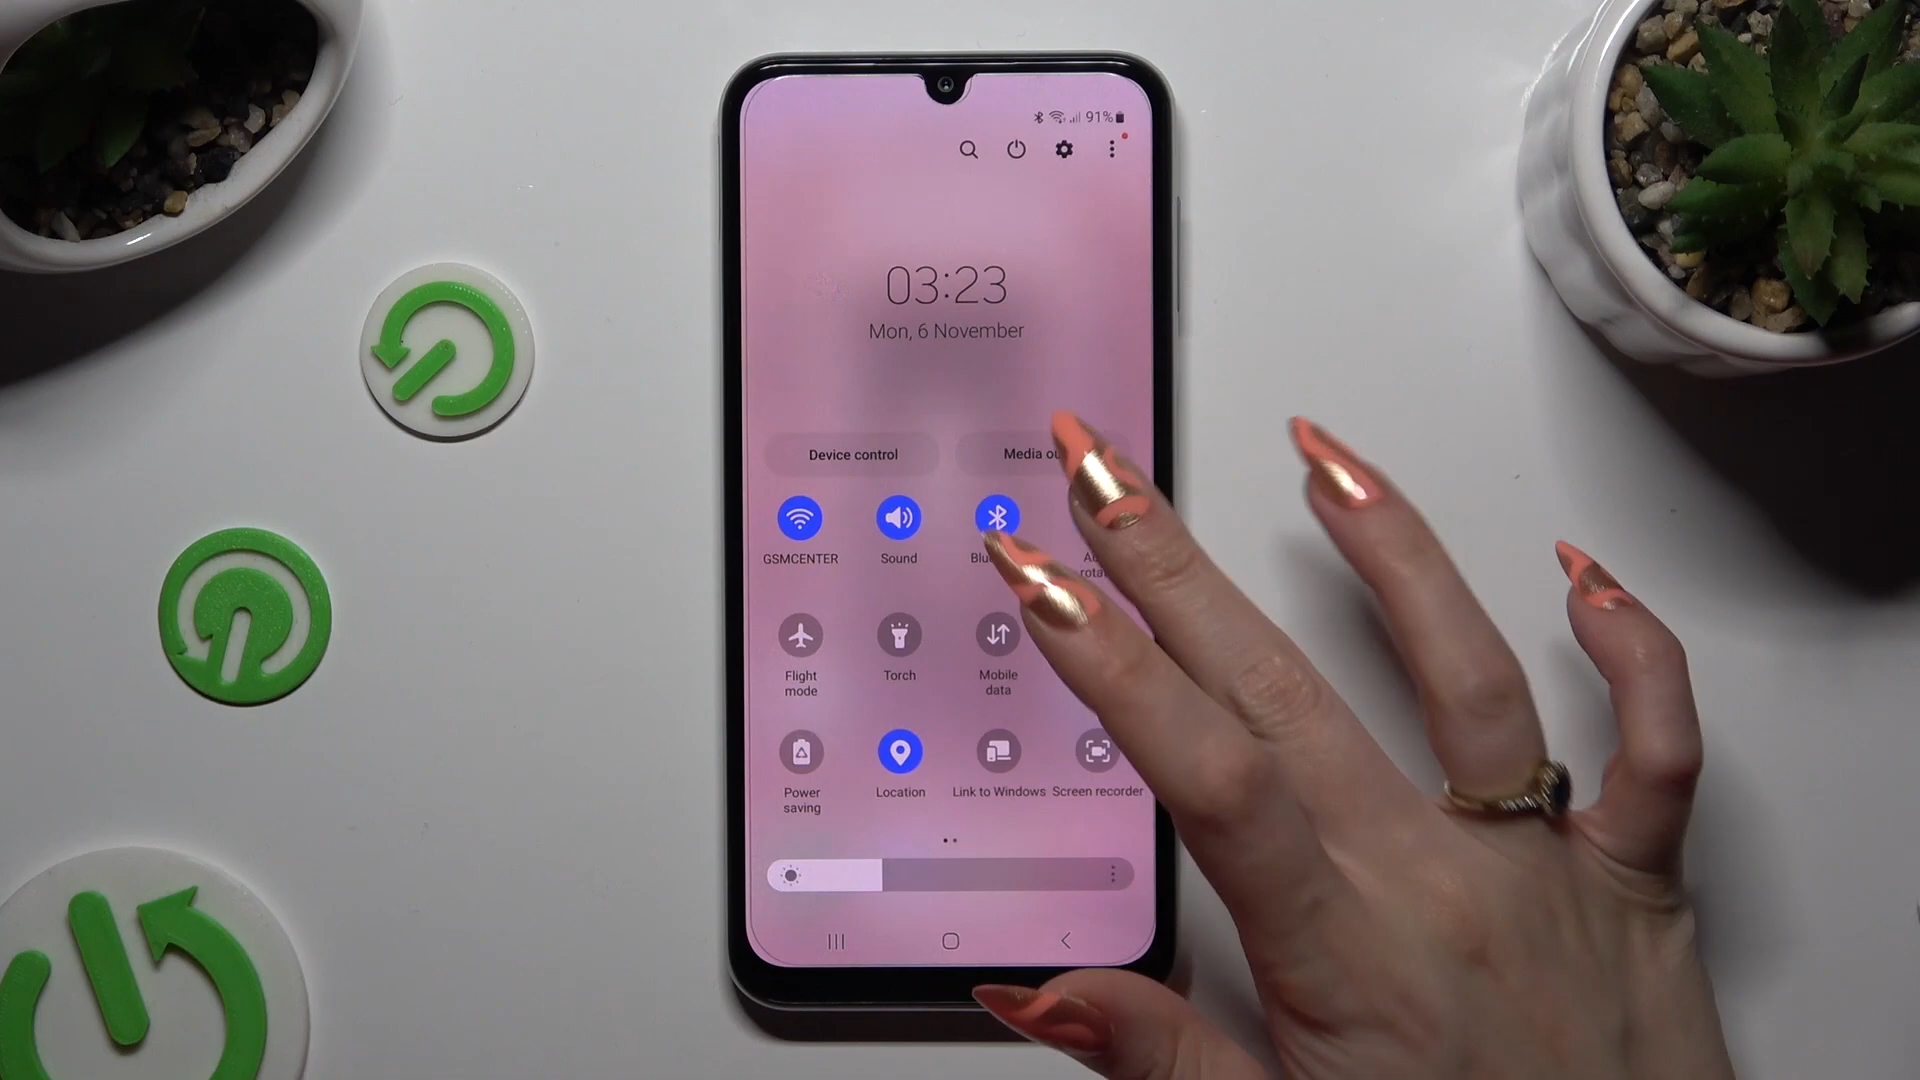 91%
03:23
Mon, 6 November
Device control
Media
GSMCENTER
Sound
Flight
mode
Torch
Mobile
data
Power
saving
Location
Link to Windows
Screen recorder